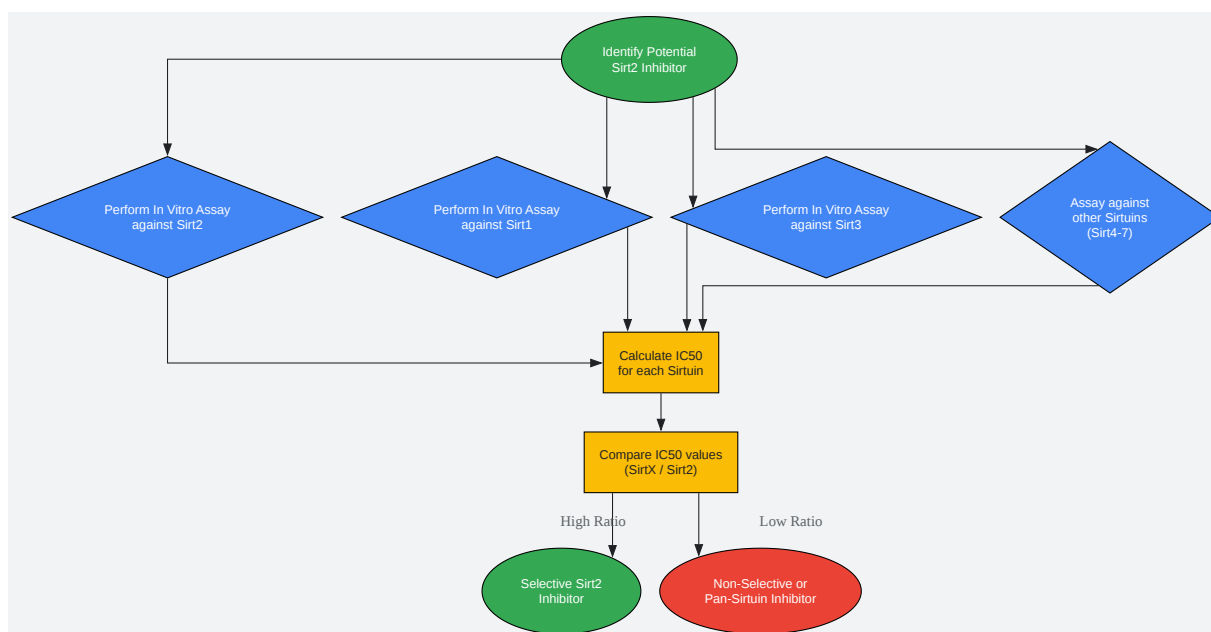 Identify Potential
Sirt2 Inhibitor
Perform In Vitro Assay
against Sirt2
Perform In Vitro Assay
against Sirt1
Perform In Vitro Assay
against Sirt3
Assay against
other Sirtuins
(Sirt4-7)
Calculate IC50
for each Sirtuin
Compare IC50 values
(SirtX / Sirt2)
High Ratio
Low Ratio
Selective Sirt2
Inhibitor
Non-Selective or
Pan-Sirtuin Inhibitor